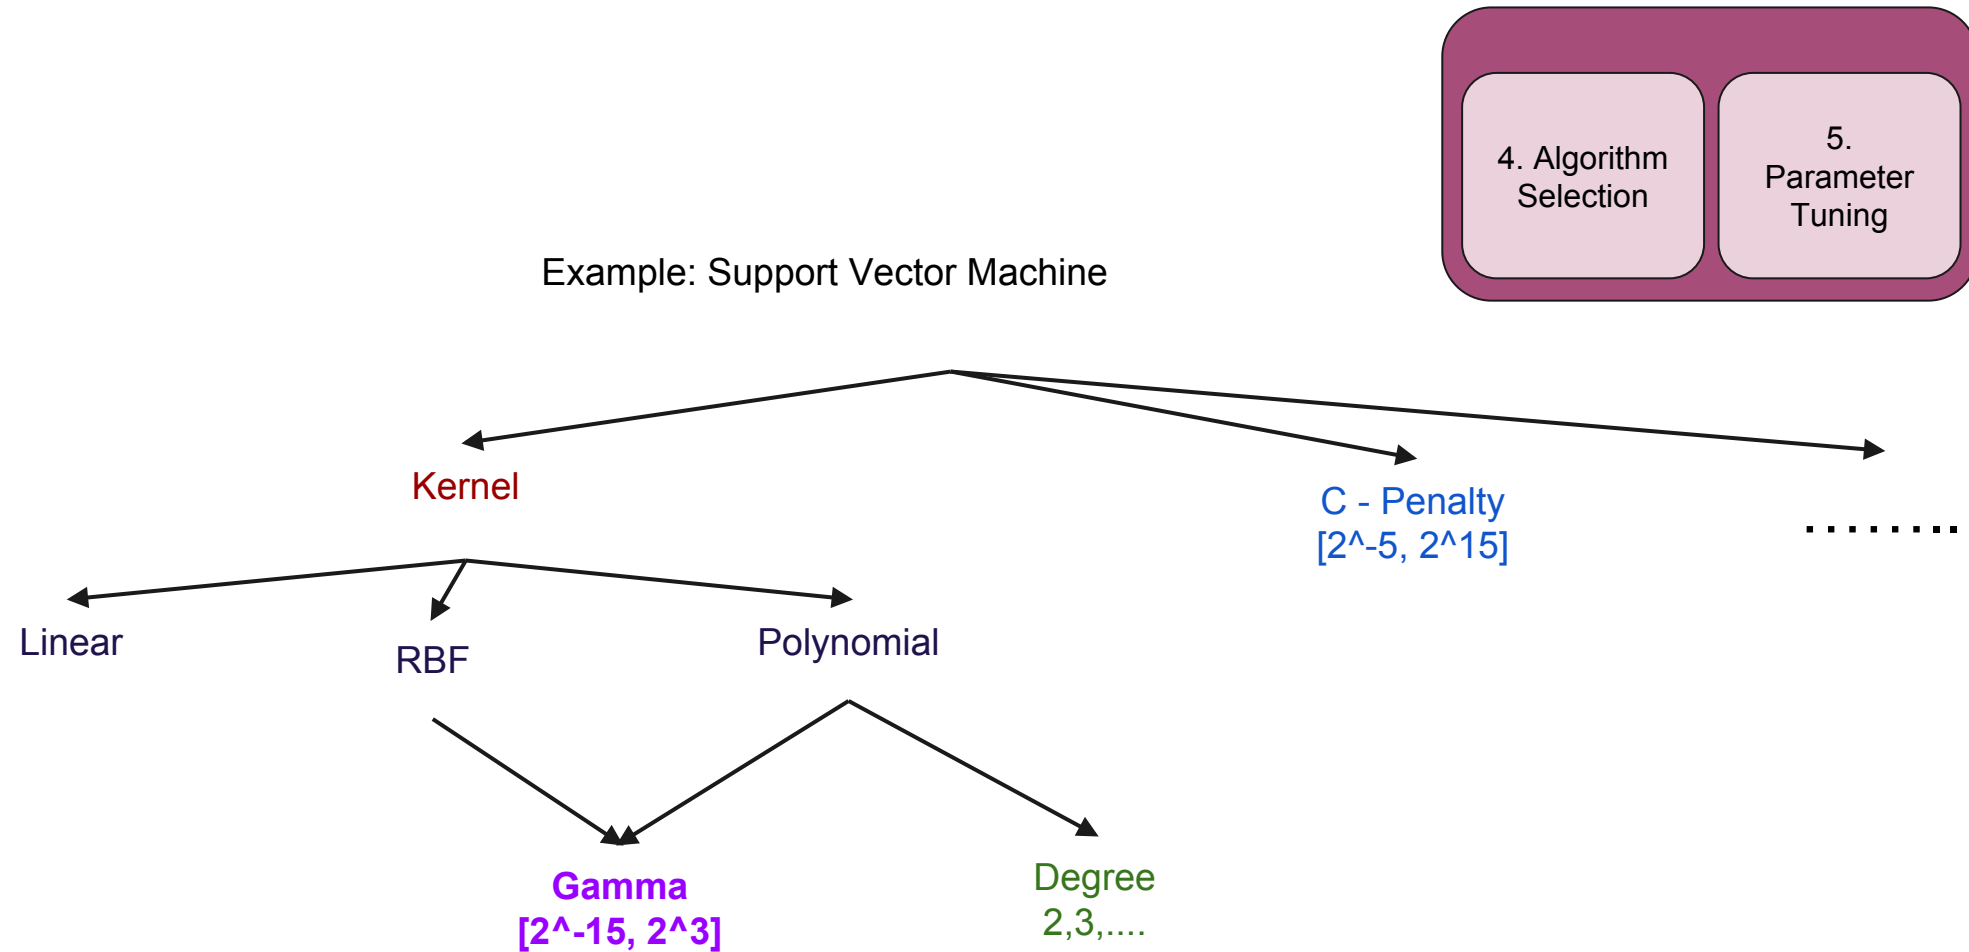 4. Algorithm
Selection
5.
Parameter
Tuning
Example: Support Vector Machine
Kernel
C - Penalty
[2^-5, 2^15]
........
Linear
RBF
Polynomial
Gamma
[2^-15, 2^3]
Degree
2,3,....